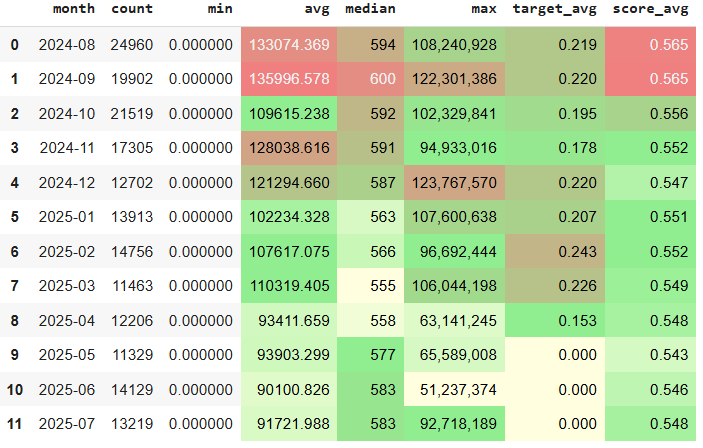 month count min avg median max target_avg score_avg
0 2024-08 24960 0.000000 133074.369 594 108,240,928 0.219 0.565
1 2024-09 19902 0.000000 135996.578 600 122,301,386 0.220 0.565
2 2024-10 21519 0.000000 109615.238 592 102,329,841 0.195 0.556
3 2024-11 17305 0.000000 128038.616 591 94,933,016 0.178 0.552
4 2024-12 12702 0.000000 121294.660 587 123,767,570 0.220 0.547
5 2025-01 13913 0.000000 102234.328 563 107,600,638 0.207 0.551
6 2025-02 14756 0.000000 107617.075 566 96,692,444 0.243 0.552
7 2025-03 11463 0.000000 110319.405 555 106,044,198 0.226 0.549
8 2025-04 12206 0.000000 93411.659 558 63,141,245 0.153 0.548
9 2025-05 11329 0.000000 93903.299 577 65,589,008 0.000 0.543
10 2025-06 14129 0.000000 90100.826 583 51,237,374 0.000 0.546
11 2025-07 13219 0.000000 91721.988 583 92,718,189 0.000 0.548